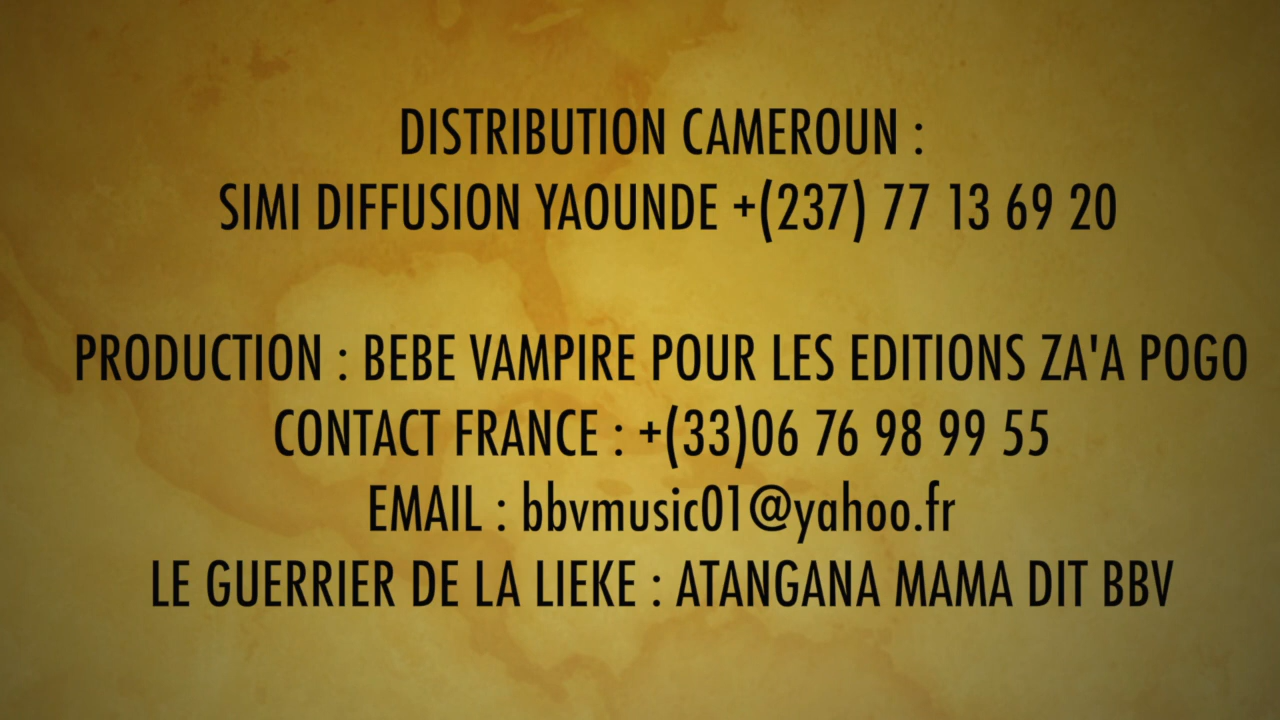 DISTRIBUTION CAMEROUN :
SIMI DIFFUSION YAOUNDE +(237) 77 13 69 20
PRODUCTION : BEBE VAMPIRE POUR LES EDITIONS ZA'A POGO
CONTACT FRANCE : +(33)06 76 98 99 55
EMAIL : bbvmusic01@yahoo.fr
LE GUERRIER DE LA LIEKE : ATANGANA MAMA DIT BBV